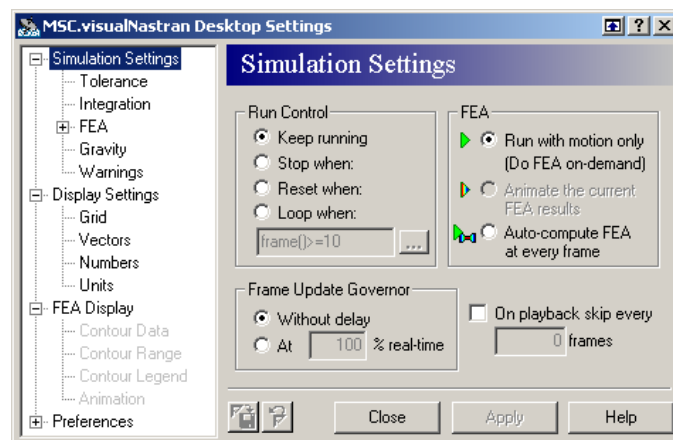 MSC.visualNastran Desktop Settings
Simulation Settings
Tolerance
Integration
FEA
Gravity
Warnings
Display Settings
Grid
Vectors
Numbers
Units
FEA Display
Contour Data
Contour Range
Contour Legend
Animation
Preferences
Simulation Settings
Run Control
Keep running
Stop when:
Reset when:
Loop when:
frame()>=10
...
FEA
Run with motion only
(Do FEA on-demand)
Animate the current
FEA results
Auto-compute FEA
at every frame
Frame Update Governor
Without delay
At 100 % real-time
On playback skip every
0 frames
Close Apply Help